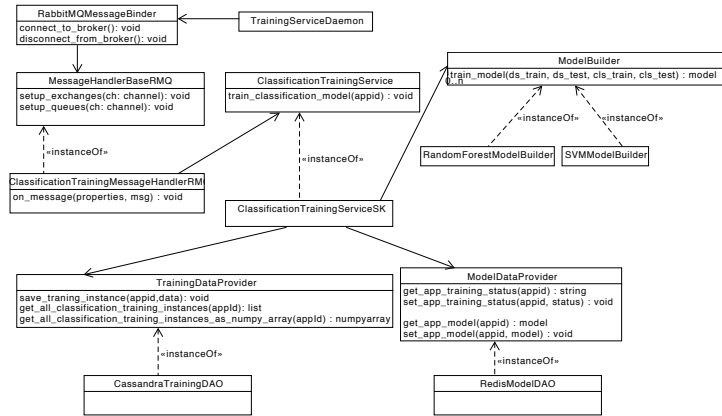 RabbitMQMessageBinder
connect_to_broker(): void
disconnect_from_broker(): void
TrainingServiceDaemon
MessageHandlerBaseRMQ
setup_exchanges(ch: channel): void
setup_queues(ch: channel): void
ClassificationTrainingService
train_classification_model(appid) : void
ModelBuilder
train_model(ds_train, ds_test, cls_train, cls_test) : model
0..n
«instanceOf»
«instanceOf»
«instanceOf»
«instanceOf»
RandomForestModelBuilder
SVMModelBuilder
ClassificationTrainingMessageHandlerRMQ
on_message(properties, msg) : void
ClassificationTrainingServiceSK
TrainingDataProvider
save_traning_instance(appid,data): void
get_all_classification_training_instances(appId): list
get_all_classification_training_instances_as_numpy_array(appId) : numpyarray
ModelDataProvider
get_app_training_status(appid) : string
set_app_training_status(appid, status) : void
get_app_model(appid) : model
set_app_model(appid, model) : void
«instanceOf»
«instanceOf»
CassandraTrainingDAO
RedisModelDAO